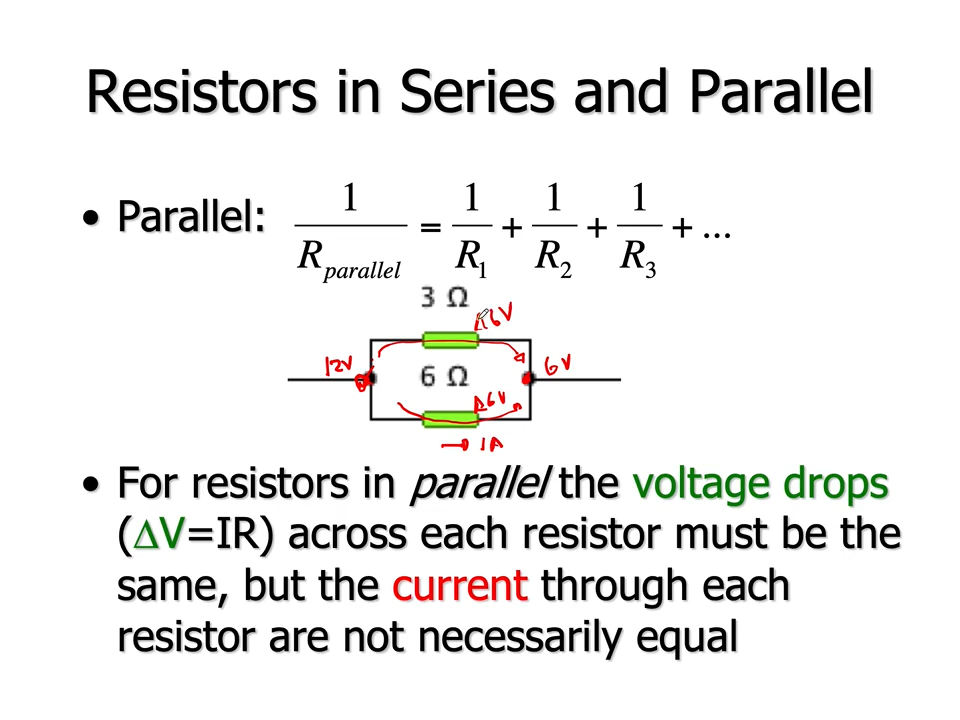 Resistors in Series and Parallel
• Parallel: 1/R_parallel = 1/R_1 + 1/R_2 + 1/R_3 + ...
3 Ω
Δ6V
12V
6V
6 Ω
Δ6V
→ 1A
• For resistors in parallel the voltage drops
(ΔV=IR) across each resistor must be the
same, but the current through each
resistor are not necessarily equal